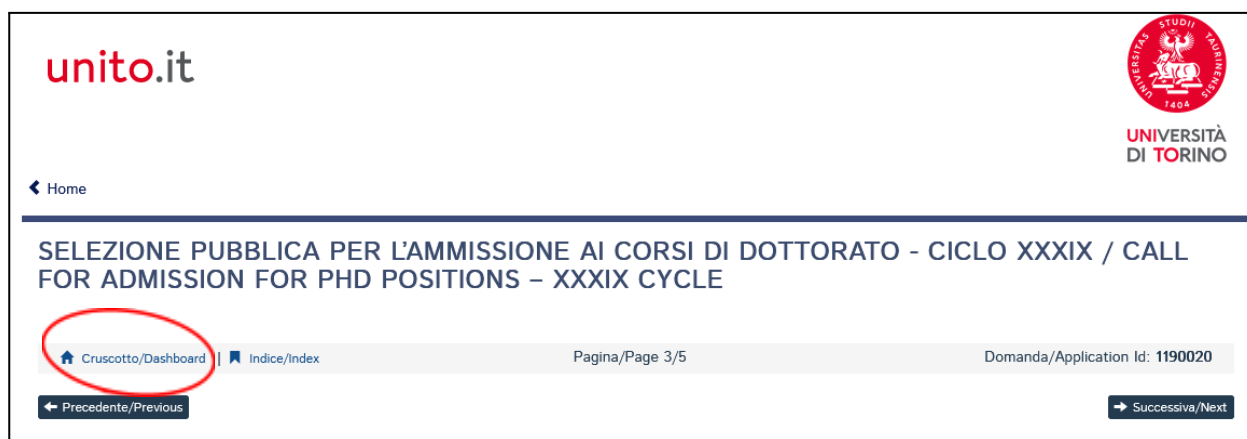 unito.it
UNIVERSITAS STUDII TAURINENSIS
1404
UNIVERSITÀ
DI TORINO
Home
SELEZIONE PUBBLICA PER L'AMMISSIONE AI CORSI DI DOTTORATO - CICLO XXXIX / CALL
FOR ADMISSION FOR PHD POSITIONS – XXXIX CYCLE
Cruscotto/Dashboard | Indice/Index Pagina/Page 3/5 Domanda/Application Id: 1190020
Precedente/Previous Successiva/Next